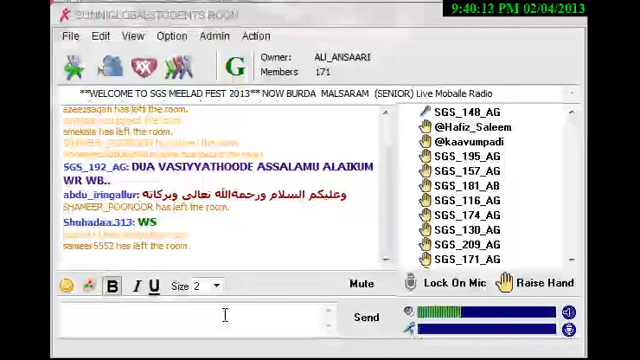 9:40:12 PM 02/04/2013
SUNNIGLOBALSTUDENTS ROOM
File Edit View Option Admin Action
Owner: ALI_ANSAARI
Members 171
G
**WELCOME TO SGS MEELAD FEST 2013** NOW BURDA MALSARAM (SENIOR) Live Mobaile Radio
has left the room.
has left the room.
SGS_192_AG: DUA VASIYYATHOODE ASSALAMU ALAIKUM
WR WB..
abdu_iringallur: وعليكم السلام ورحمةالله تعالى وبركاته
SHAMEER_POONOOR has left the room.
Shuhadaa.313: WS
sameer5552 has left the room.
SGS_148_AG
@Hafiz_Saleem
@kaavumpadi
SGS_195_AG
SGS_157_AG
SGS_181_AB
SGS_116_AG
SGS_174_AG
SGS_130_AG
SGS_209_AG
SGS_171_AG
B I U Size 2 Mute
Lock On Mic Raise Hand
Send